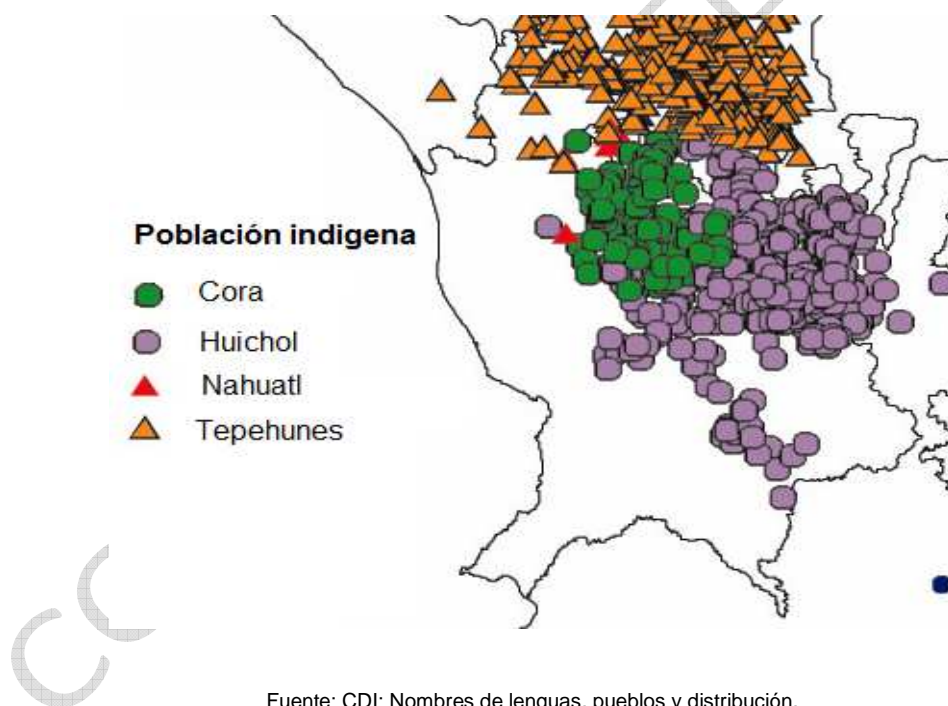 Población indigena
Cora
Huichol
Nahuatl
Tepehunes
Fuente: CDI: Nombres de lenguas, pueblos y distribución.